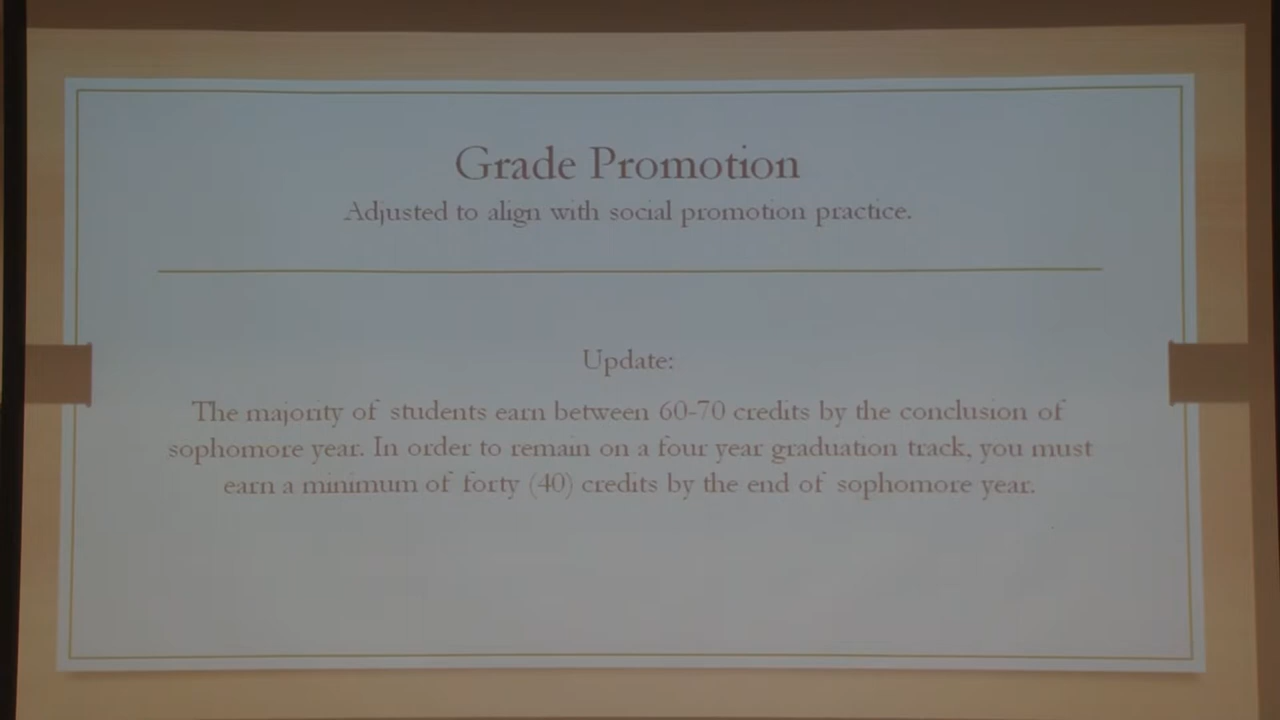 Grade Promotion
Adjusted to align with social promotion practice.
Update:
The majority of students earn between 60-70 credits by the conclusion of
sophomore year. In order to remain on a four year graduation track, you must
earn a minimum of forty (40) credits by the end of sophomore year.